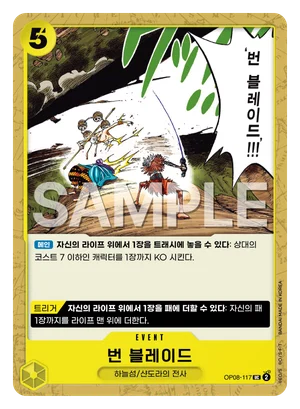 5
번 블레이드!!!
SAMPLE
메인 자신의 라이프 위에서 1장을 트래시에 놓을 수 있다: 상대의
코스트 7 이하인 캐릭터를 1장까지 KO 시킨다.
트리거 자신의 라이프 위에서 1장을 패에 더할 수 있다: 자신의 패
1장까지를 라이프 맨 위에 더한다.
EVENT
번 블레이드
하늘섬/샨도라의 전사
OP08-117 UC 2